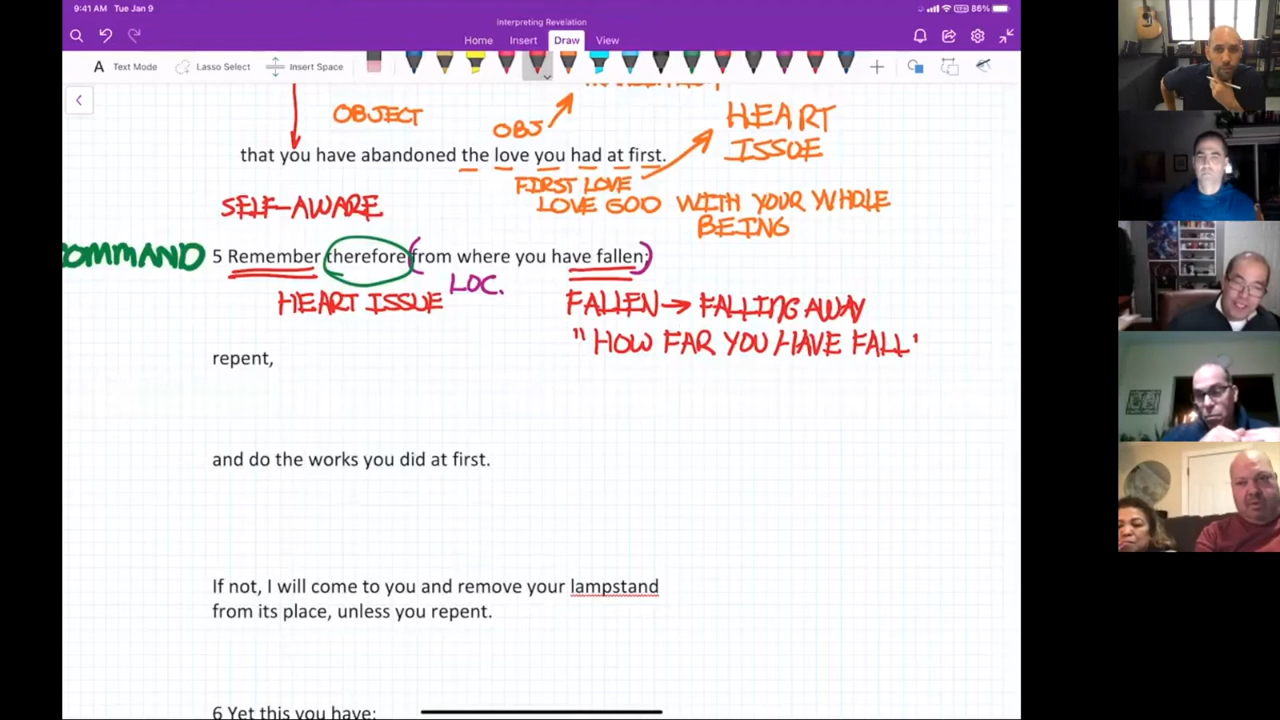 9:41 AM Tue Jan 9
86%
Interpreting Revelation
Home Insert Draw View
Text Mode Lasso Select Insert Space
OBJECT
OBJ
HEART
ISSUE
that you have abandoned the love you had at first.
FIRST LOVE
LOVE GOD WITH YOUR WHOLE
BEING
SELF-AWARE
COMMAND 5 Remember therefore (from where you have fallen;)
LOC.
HEART ISSUE
FALLEN → FALLING AWAY
"HOW FAR YOU HAVE FALL'
repent,
and do the works you did at first.
If not, I will come to you and remove your lampstand
from its place, unless you repent.
6 Yet this you have: